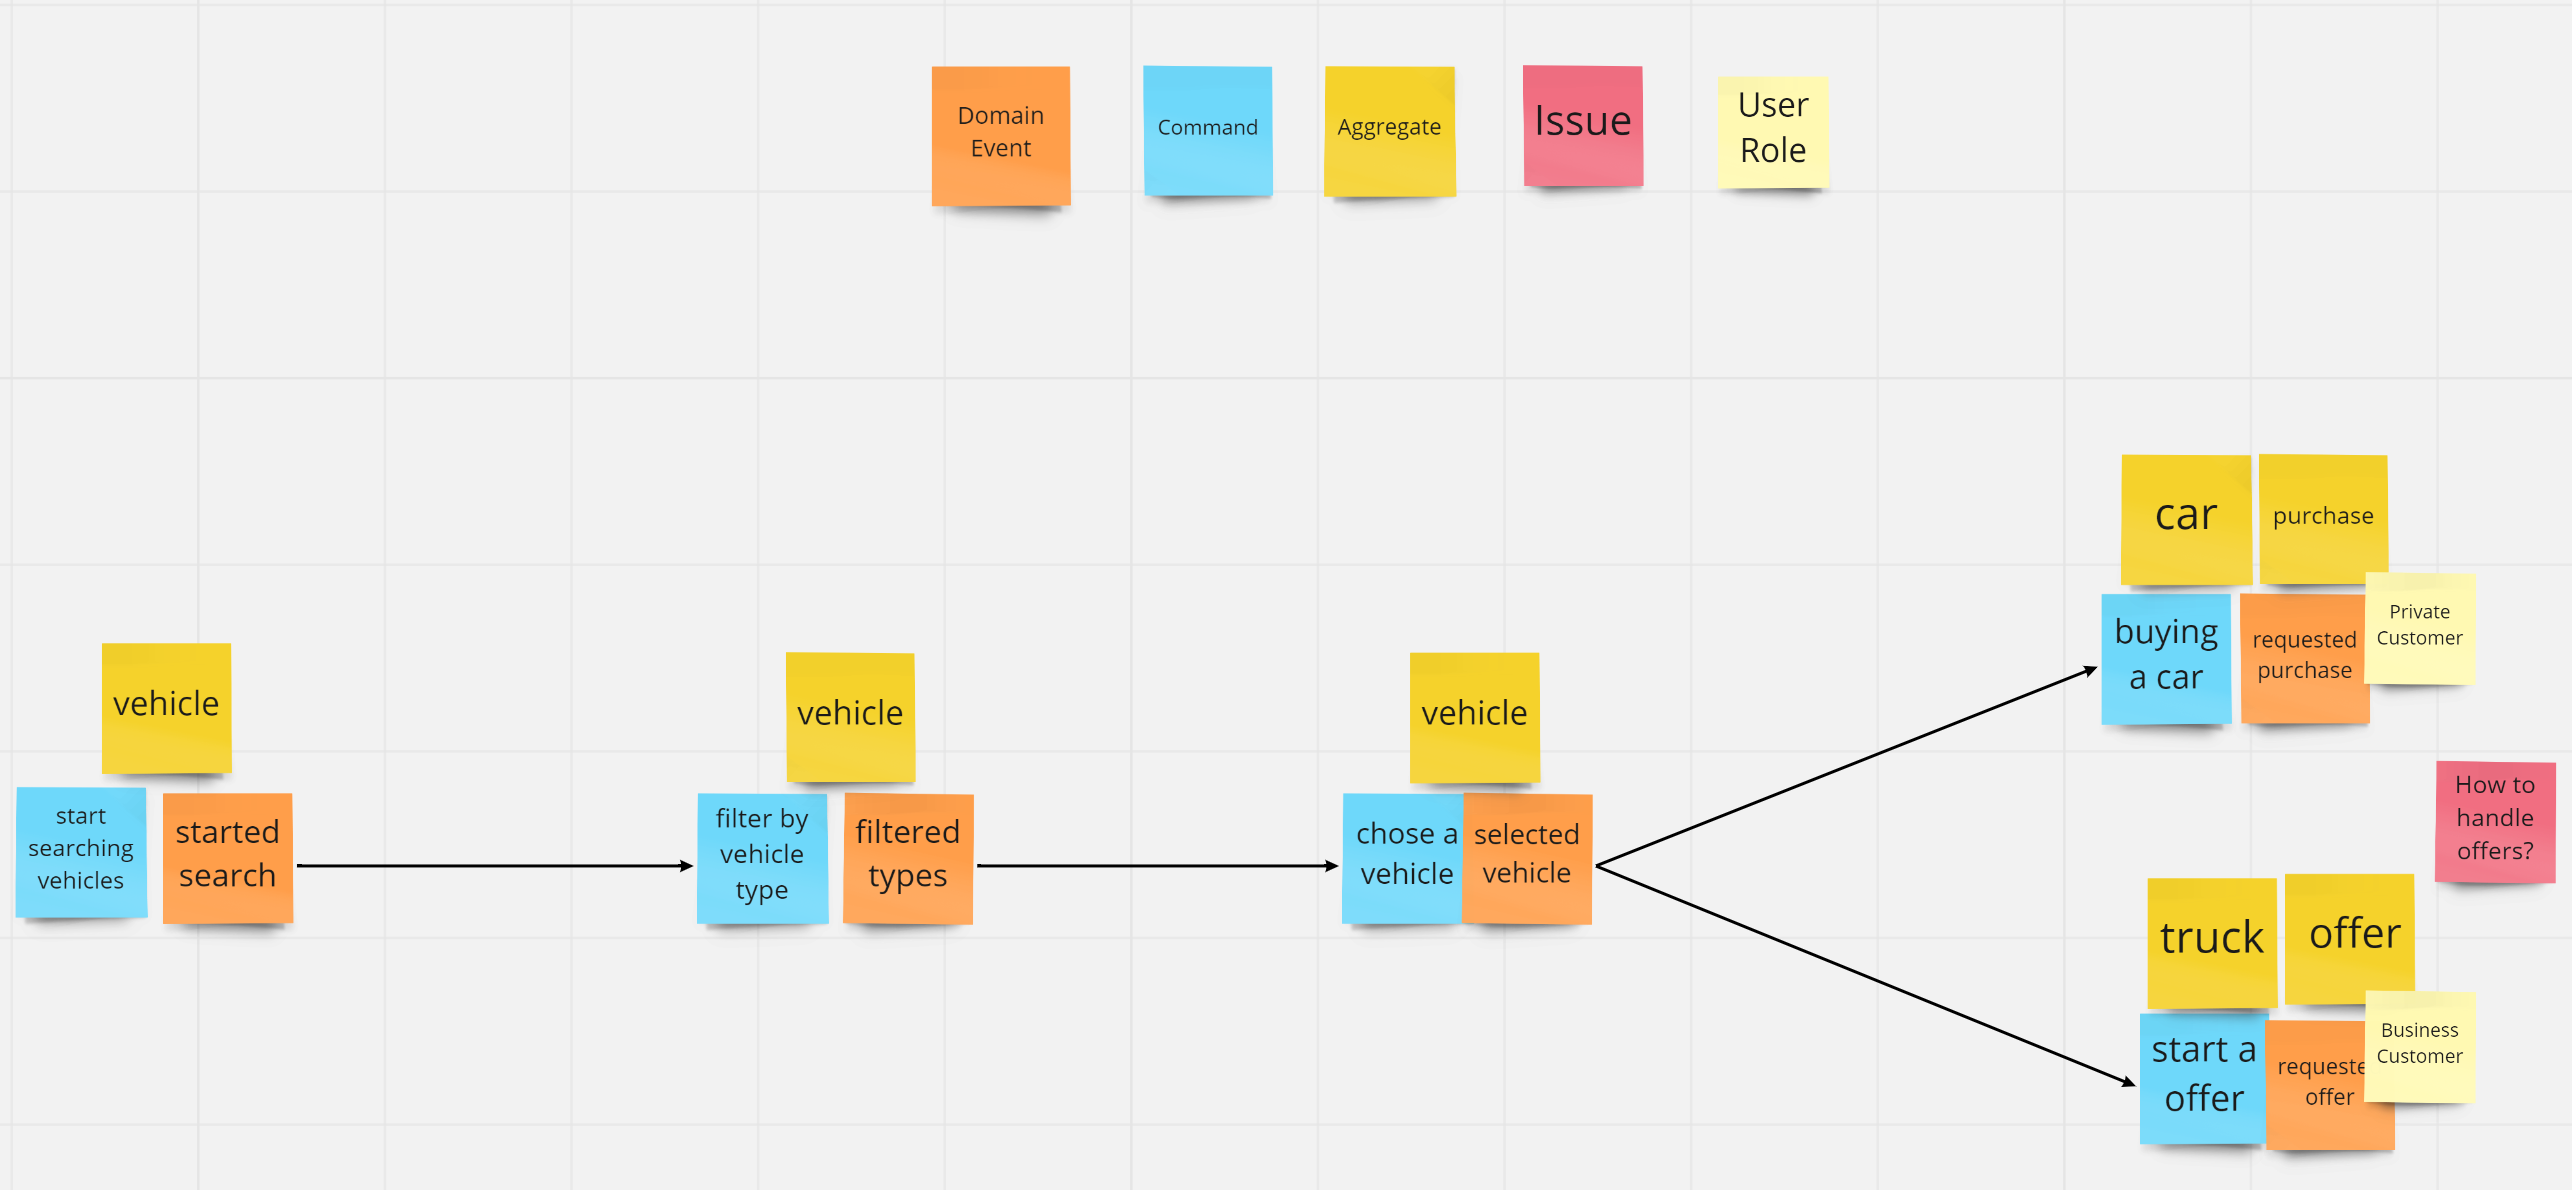 Domain
Event
Command
Aggregate
Issue
User
Role
vehicle
start
searching
vehicles
started
search
vehicle
filter by
vehicle
type
filtered
types
vehicle
chose a
vehicle
selected
vehicle
car
purchase
buying
a car
requested
purchase
Private
Customer
How to
handle
offers?
truck
offer
start a
offer
requeste
offer
Business
Customer